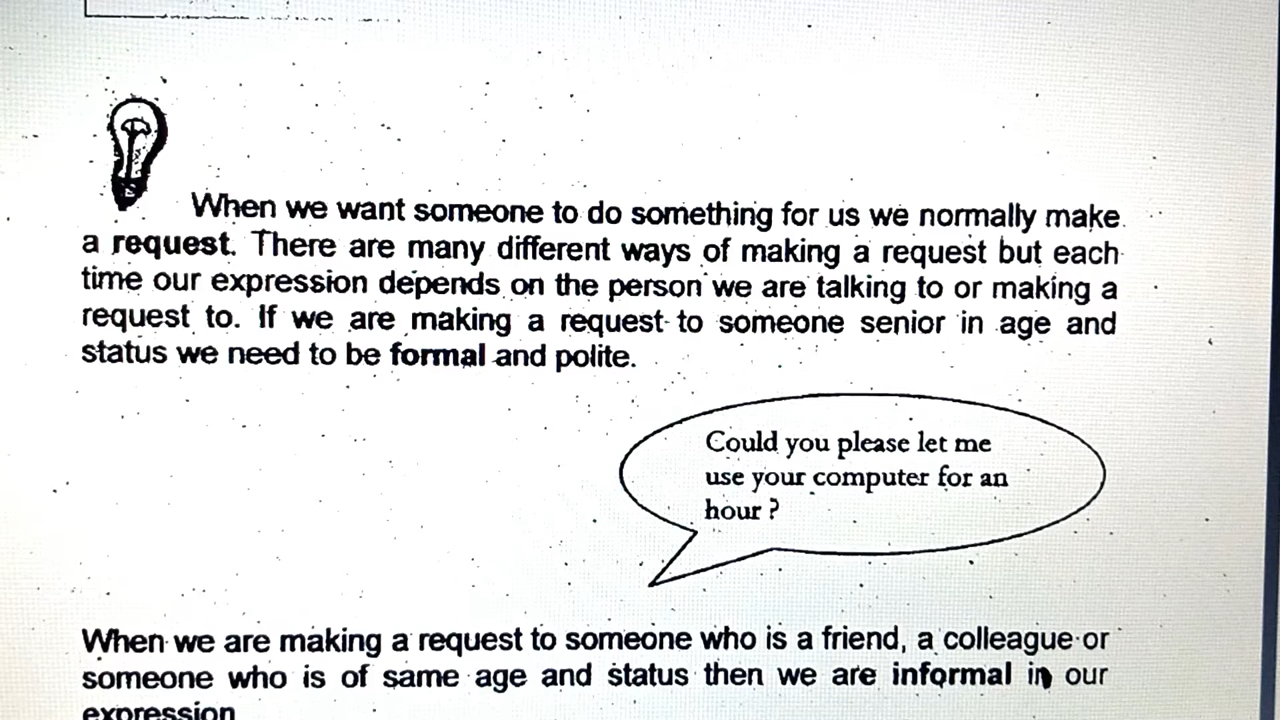 When we want someone to do something for us we normally make
a request. There are many different ways of making a request but each
time our expression depends on the person we are talking to or making a
request to. If we are making a request to someone senior in age and
status we need to be formal and polite.
Could you please let me
use your computer for an
hour ?
When we are making a request to someone who is a friend, a colleague or
someone who is of same age and status then we are informal in our
expression